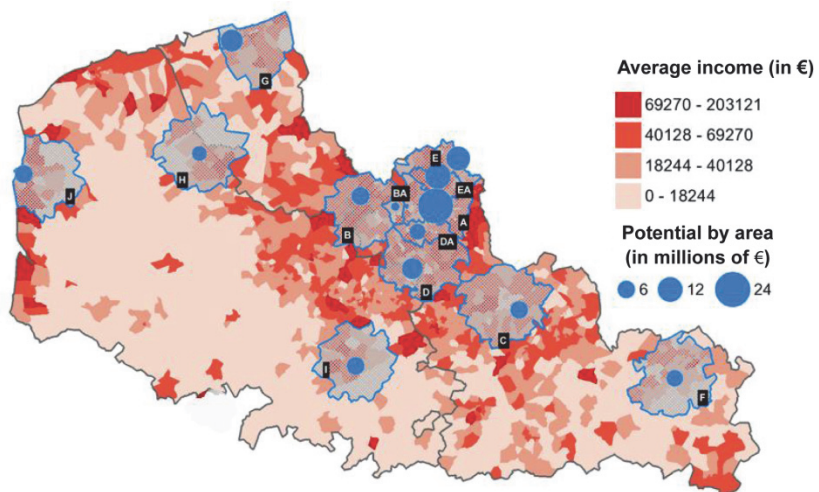 Average income (in €)
69270 - 203121
40128 - 69270
18244 - 40128
0 - 18244
Potential by area
(in millions of €)
6 12 24
G
E
H
BA
EA
J
A
B
DA
D
C
I
F